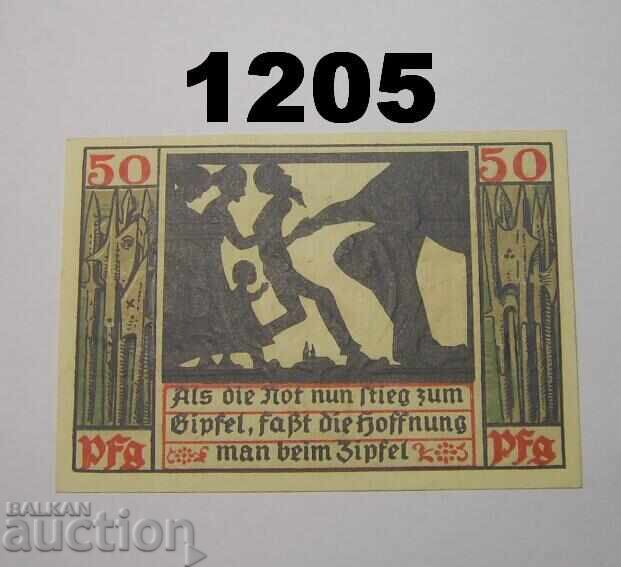 1205
50
50
Als die Not nun stieg zum
Gipfel, faßt die Hoffnung
man beim Zipfel
Pfg
Pfg
BALKAN
auction